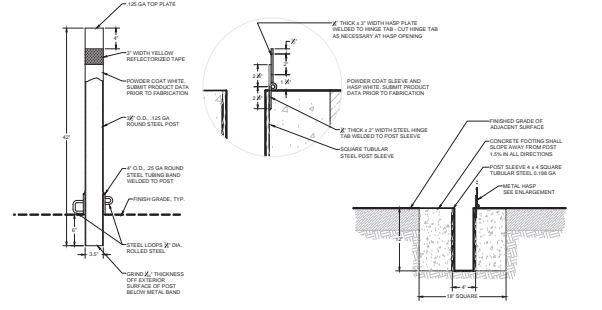 .125 GA TOP PLATE
4"
3" WIDTH YELLOW
REFLECTORIZED TAPE
POWDER COAT WHITE.
SUBMIT PRODUCT DATA
PRIOR TO FABRICATION
O.D., .125 GA
ROUND STEEL POST
42"
4" O.D., .25 GA ROUND
STEEL TUBING BAND
WELDED TO POST
FINISH GRADE, TYP.
6"
STEEL LOOPS DIA.
ROLLED STEEL
3.5"
GRIND THICKNESS
OFF EXTERIOR
SURFACE OF POST
BELOW METAL BAND
THICK x 3" WIDTH HASP PLATE
WELDED TO HINGE TAB - CUT HINGE TAB
AS NECESSARY AT HASP OPENING
2"
POWDER COAT SLEEVE AND
HASP WHITE. SUBMIT PRODUCT
DATA PRIOR TO FABRICATION
THICK x 2" WIDTH STEEL HINGE
TAB WELDED TO POST SLEEVE
SQUARE TUBULAR
STEEL POST SLEEVE
FINISHED GRADE OF
ADJACENT SURFACE
CONCRETE FOOTING SHALL
SLOPE AWAY FROM POST
1.5% IN ALL DIRECTIONS
POST SLEEVE 4 x 4 SQUARE
TUBULAR STEEL 0.188 GA
METAL HASP
SEE ENLARGEMENT
12"
4"
18" SQUARE